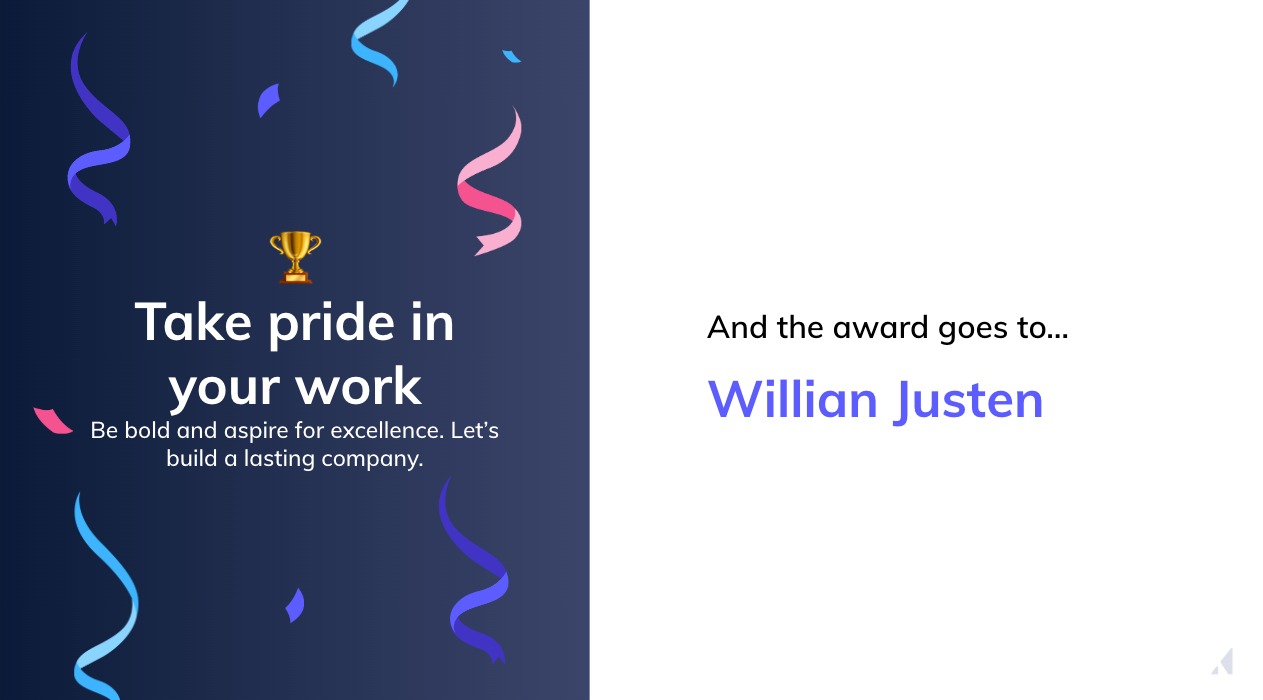 Take pride in
your work
Be bold and aspire for excellence. Let’s
build a lasting company.
And the award goes to...
Willian Justen